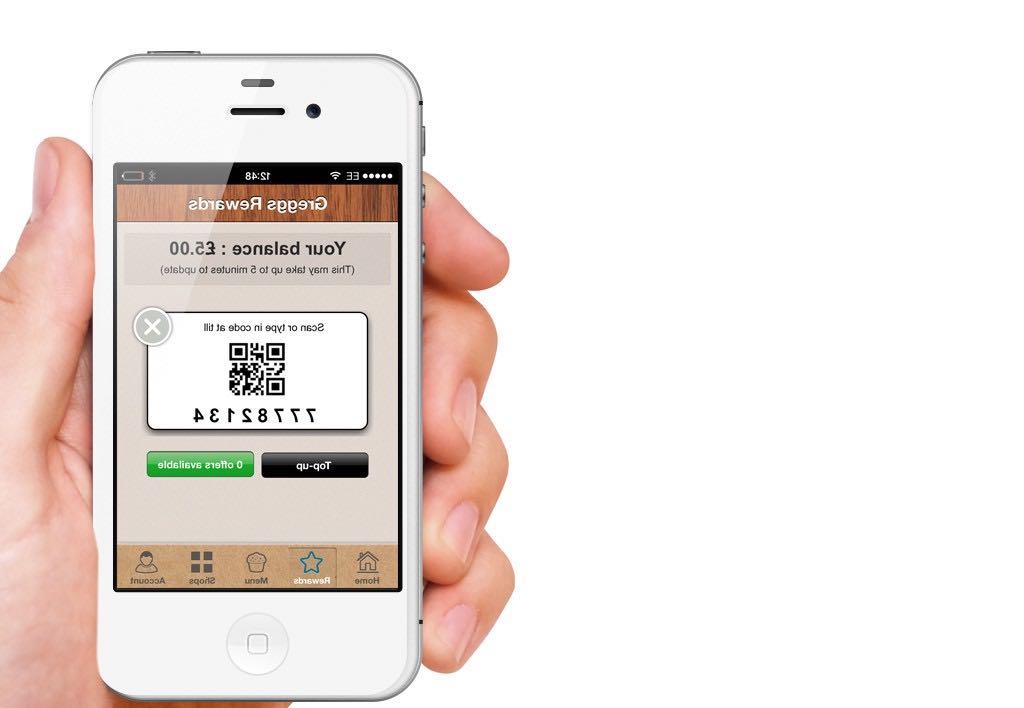 EE 12:48
Greggs Rewards
Your balance : £5.00
(This may take up to 5 minutes to update)
Scan or type in code at till
77782134
Top-up 0 offers available
Home Rewards Menu Shops Account